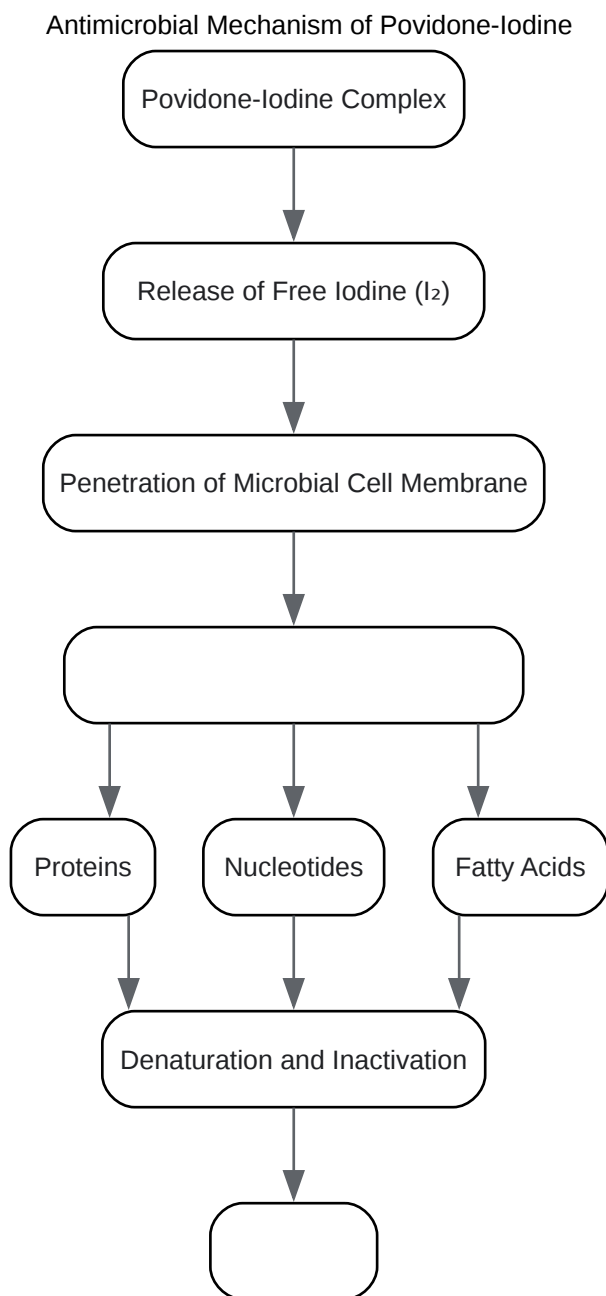 Antimicrobial Mechanism of Povidone-Iodine
Povidone-Iodine Complex
Release of Free Iodine (I₂)
Penetration of Microbial Cell Membrane
Proteins
Nucleotides
Fatty Acids
Denaturation and Inactivation